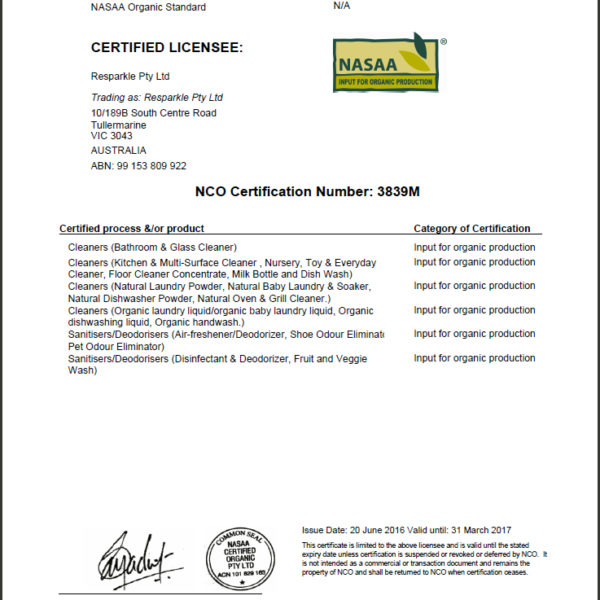 NASAA Organic Standard
N/A
CERTIFIED LICENSEE:
NASAA
INPUT FOR ORGANIC PRODUCTION
®
Resparkle Pty Ltd
Trading as: Resparkle Pty Ltd
10/189B South Centre Road
Tullermarine
VIC 3043
AUSTRALIA
ABN: 99 153 809 922
NCO Certification Number: 3839M
Certified process &/or product
Category of Certification
Cleaners (Bathroom & Glass Cleaner)
Input for organic production
Cleaners (Kitchen & Multi-Surface Cleaner , Nursery, Toy & Everyday
Input for organic production
Cleaner, Floor Cleaner Concentrate, Milk Bottle and Dish Wash)
Cleaners (Natural Laundry Powder, Natural Baby Laundry & Soaker,
Input for organic production
Natural Dishwasher Powder, Natural Oven & Grill Cleaner.)
Cleaners (Organic laundry liquid/organic baby laundry liquid, Organic
Input for organic production
dishwashing liquid, Organic handwash.)
Sanitisers/Deodorisers (Air-freshener/Deodorizer, Shoe Odour Eliminato
Input for organic production
Pet Odour Eliminator)
Sanitisers/Deodorisers (Disinfectant & Deodorizer, Fruit and Veggie
Input for organic production
Wash)
COMMON SEAL
NASAA
CERTIFIED
ORGANIC
PTY LTD
ACN 101 829 165
Issue Date: 20 June 2016 Valid until: 31 March 2017
This certificate is limited to the above licensee and is valid until the stated
expiry date unless certification is suspended or revoked or deferred by NCO. It
is not intended as a commercial or transaction document and remains the
property of NCO and shall be returned to NCO when certification ceases.